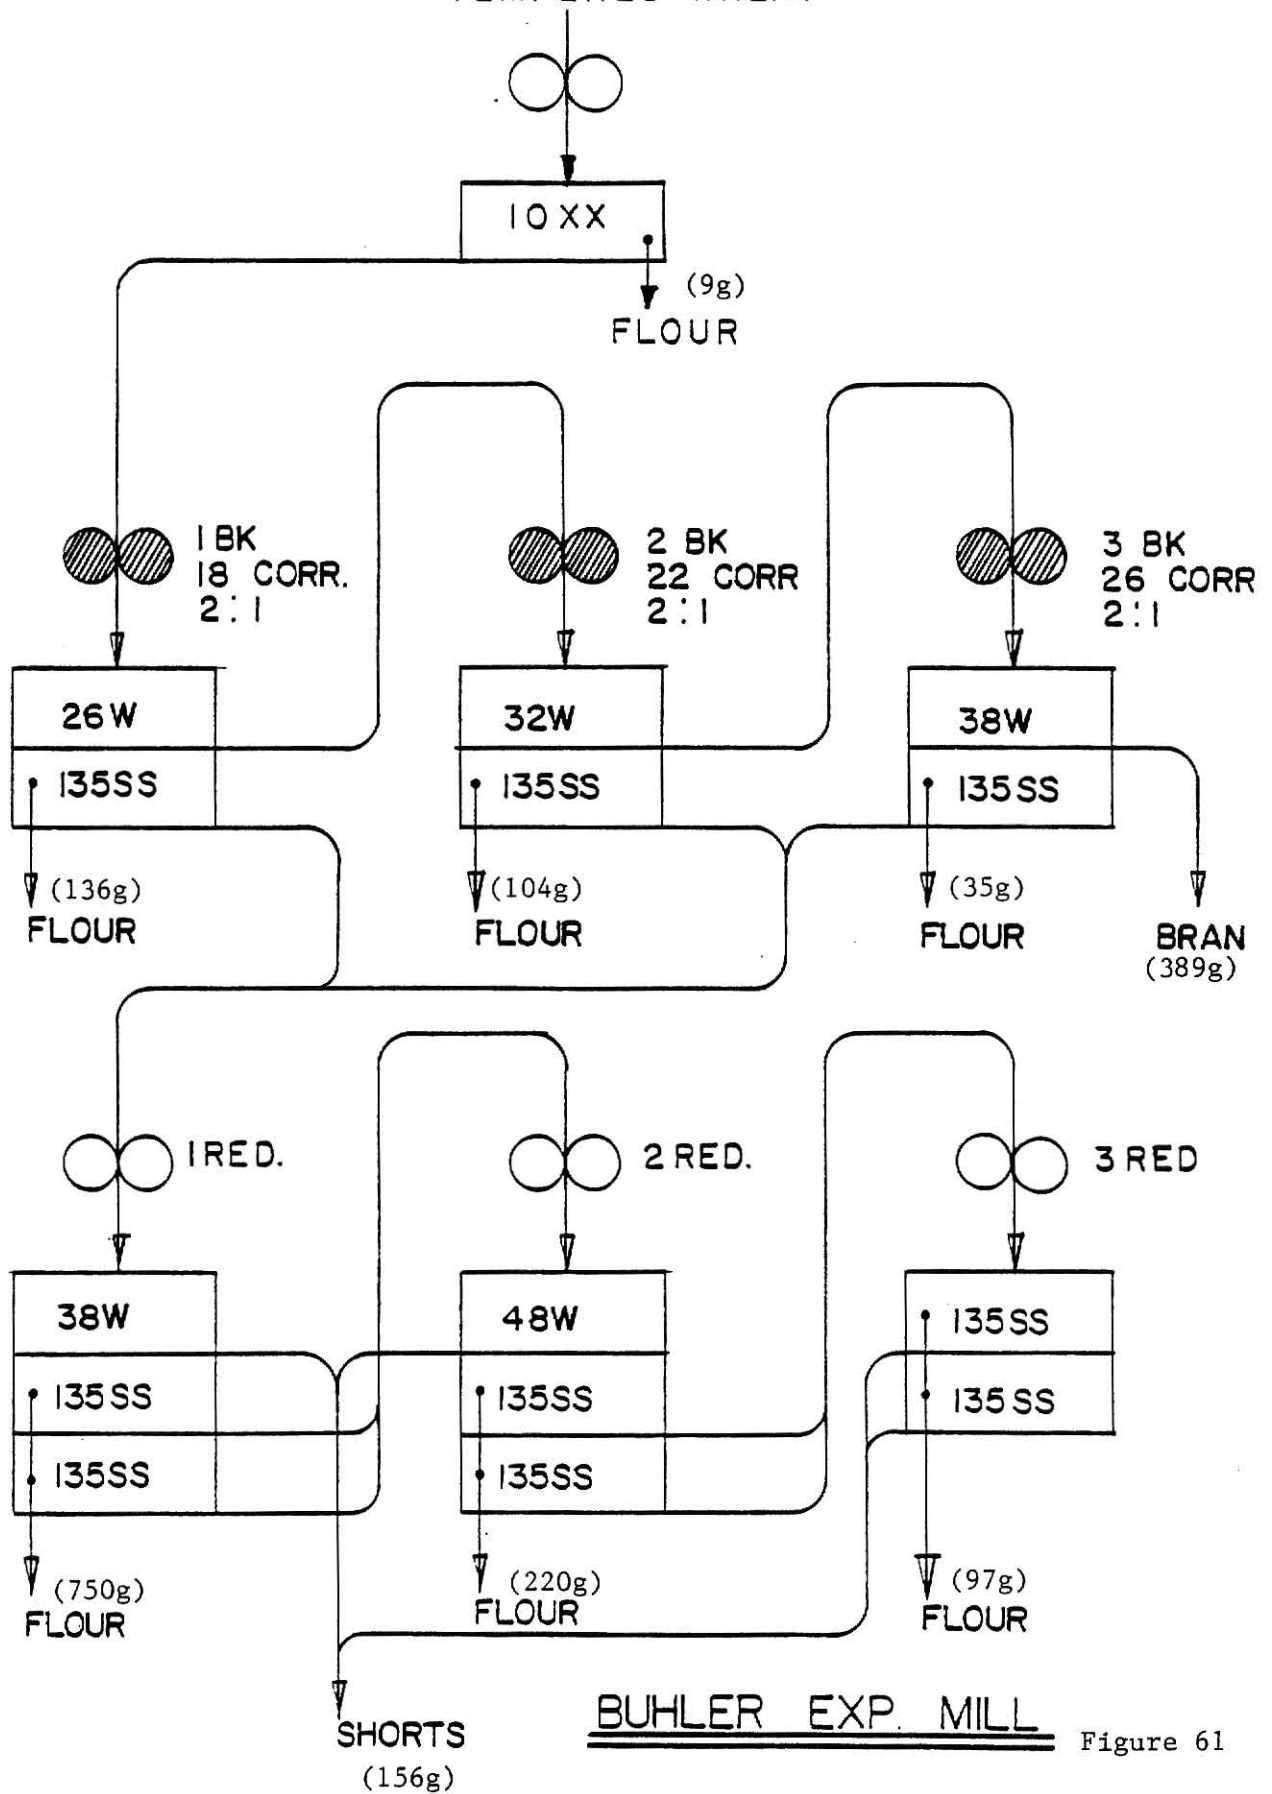 10XX
(9g)
FLOUR
1 BK
18 CORR.
2:1
2 BK
22 CORR
2:1
3 BK
26 CORR
2:1
26W
135SS
32W
135SS
38W
135SS
(136g)
FLOUR
(104g)
FLOUR
(35g)
FLOUR
BRAN
(389g)
1 RED.
2 RED.
3 RED
38W
135SS
135SS
48W
135SS
135SS
135SS
135SS
(750g)
FLOUR
(220g)
FLOUR
(97g)
FLOUR
SHORTS
(156g)
BUHLER EXP. MILL
Figure 61